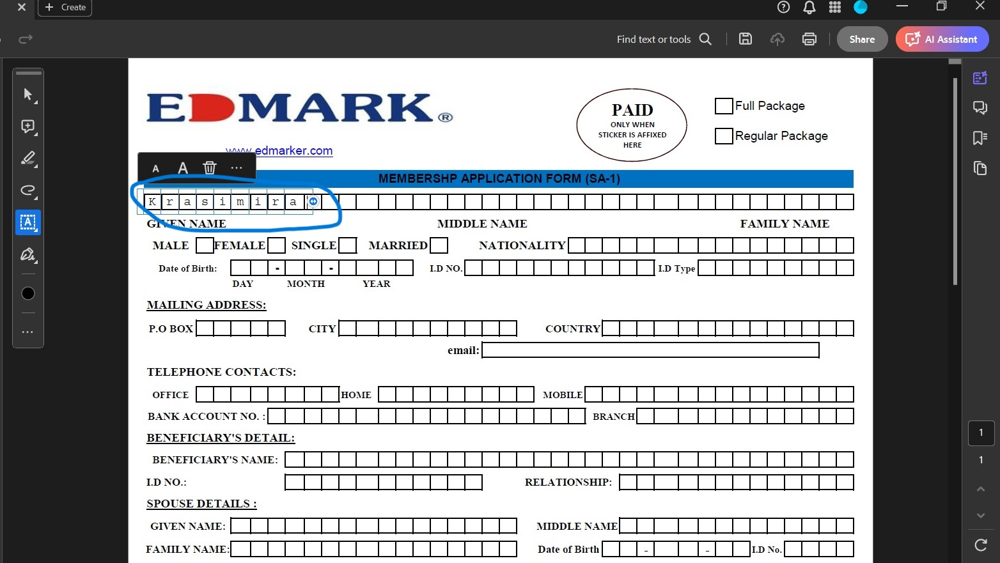 Create
Find text or tools
Share
AI Assistant
EDMARK®
www.edmarker.com
PAID
ONLY WHEN
STICKER IS AFFIXED
HERE
Full Package
Regular Package
A A ...
MEMBERSHP APPLICATION FORM (SA-1)
Krasimira
GIVEN NAME MIDDLE NAME FAMILY NAME
MALE FEMALE SINGLE MARRIED NATIONALITY
Date of Birth: - - I.D NO. I.D Type
DAY MONTH YEAR
MAILING ADDRESS:
P.O BOX CITY COUNTRY
email:
TELEPHONE CONTACTS:
OFFICE HOME MOBILE
BANK ACCOUNT NO. : BRANCH
BENEFICIARY'S DETAIL:
BENEFICIARY'S NAME:
I.D NO.: RELATIONSHIP:
SPOUSE DETAILS :
GIVEN NAME: MIDDLE NAME
FAMILY NAME: Date of Birth - - I.D No.
1
1